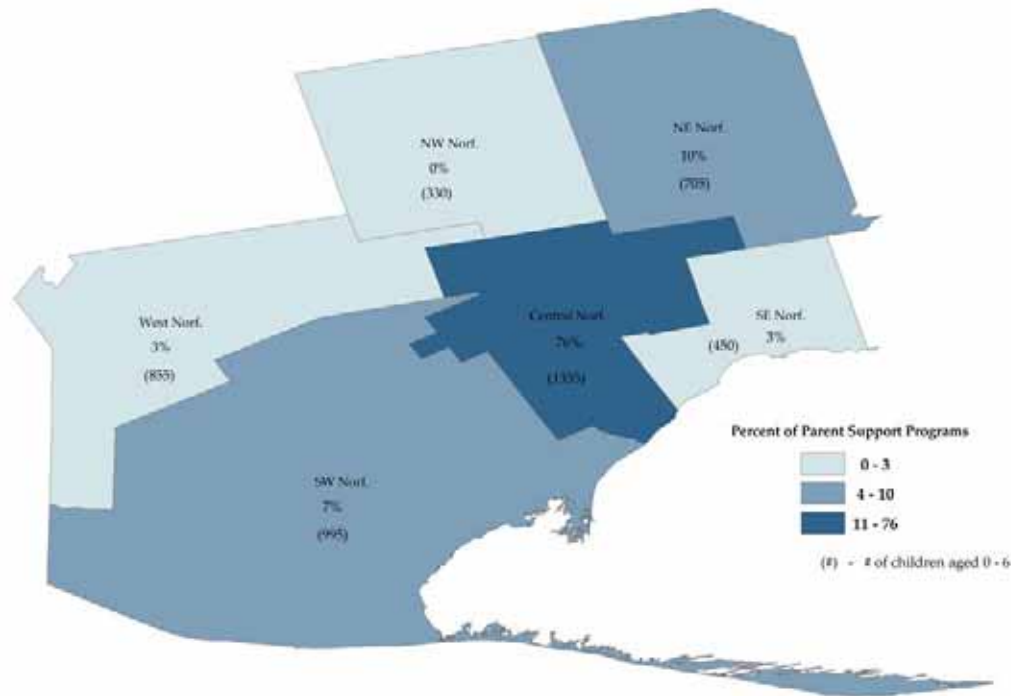 NW Norf.
0%
(330)
NE Norf.
10%
(705)
West Norf.
3%
(855)
Central Norf.
76%
SE Norf.
(450) 3%
SW Norf.
7%
(995)
Percent of Parent Support Programs
0 - 3
4 - 10
11 - 76
(#) - # of children aged 0 - 6